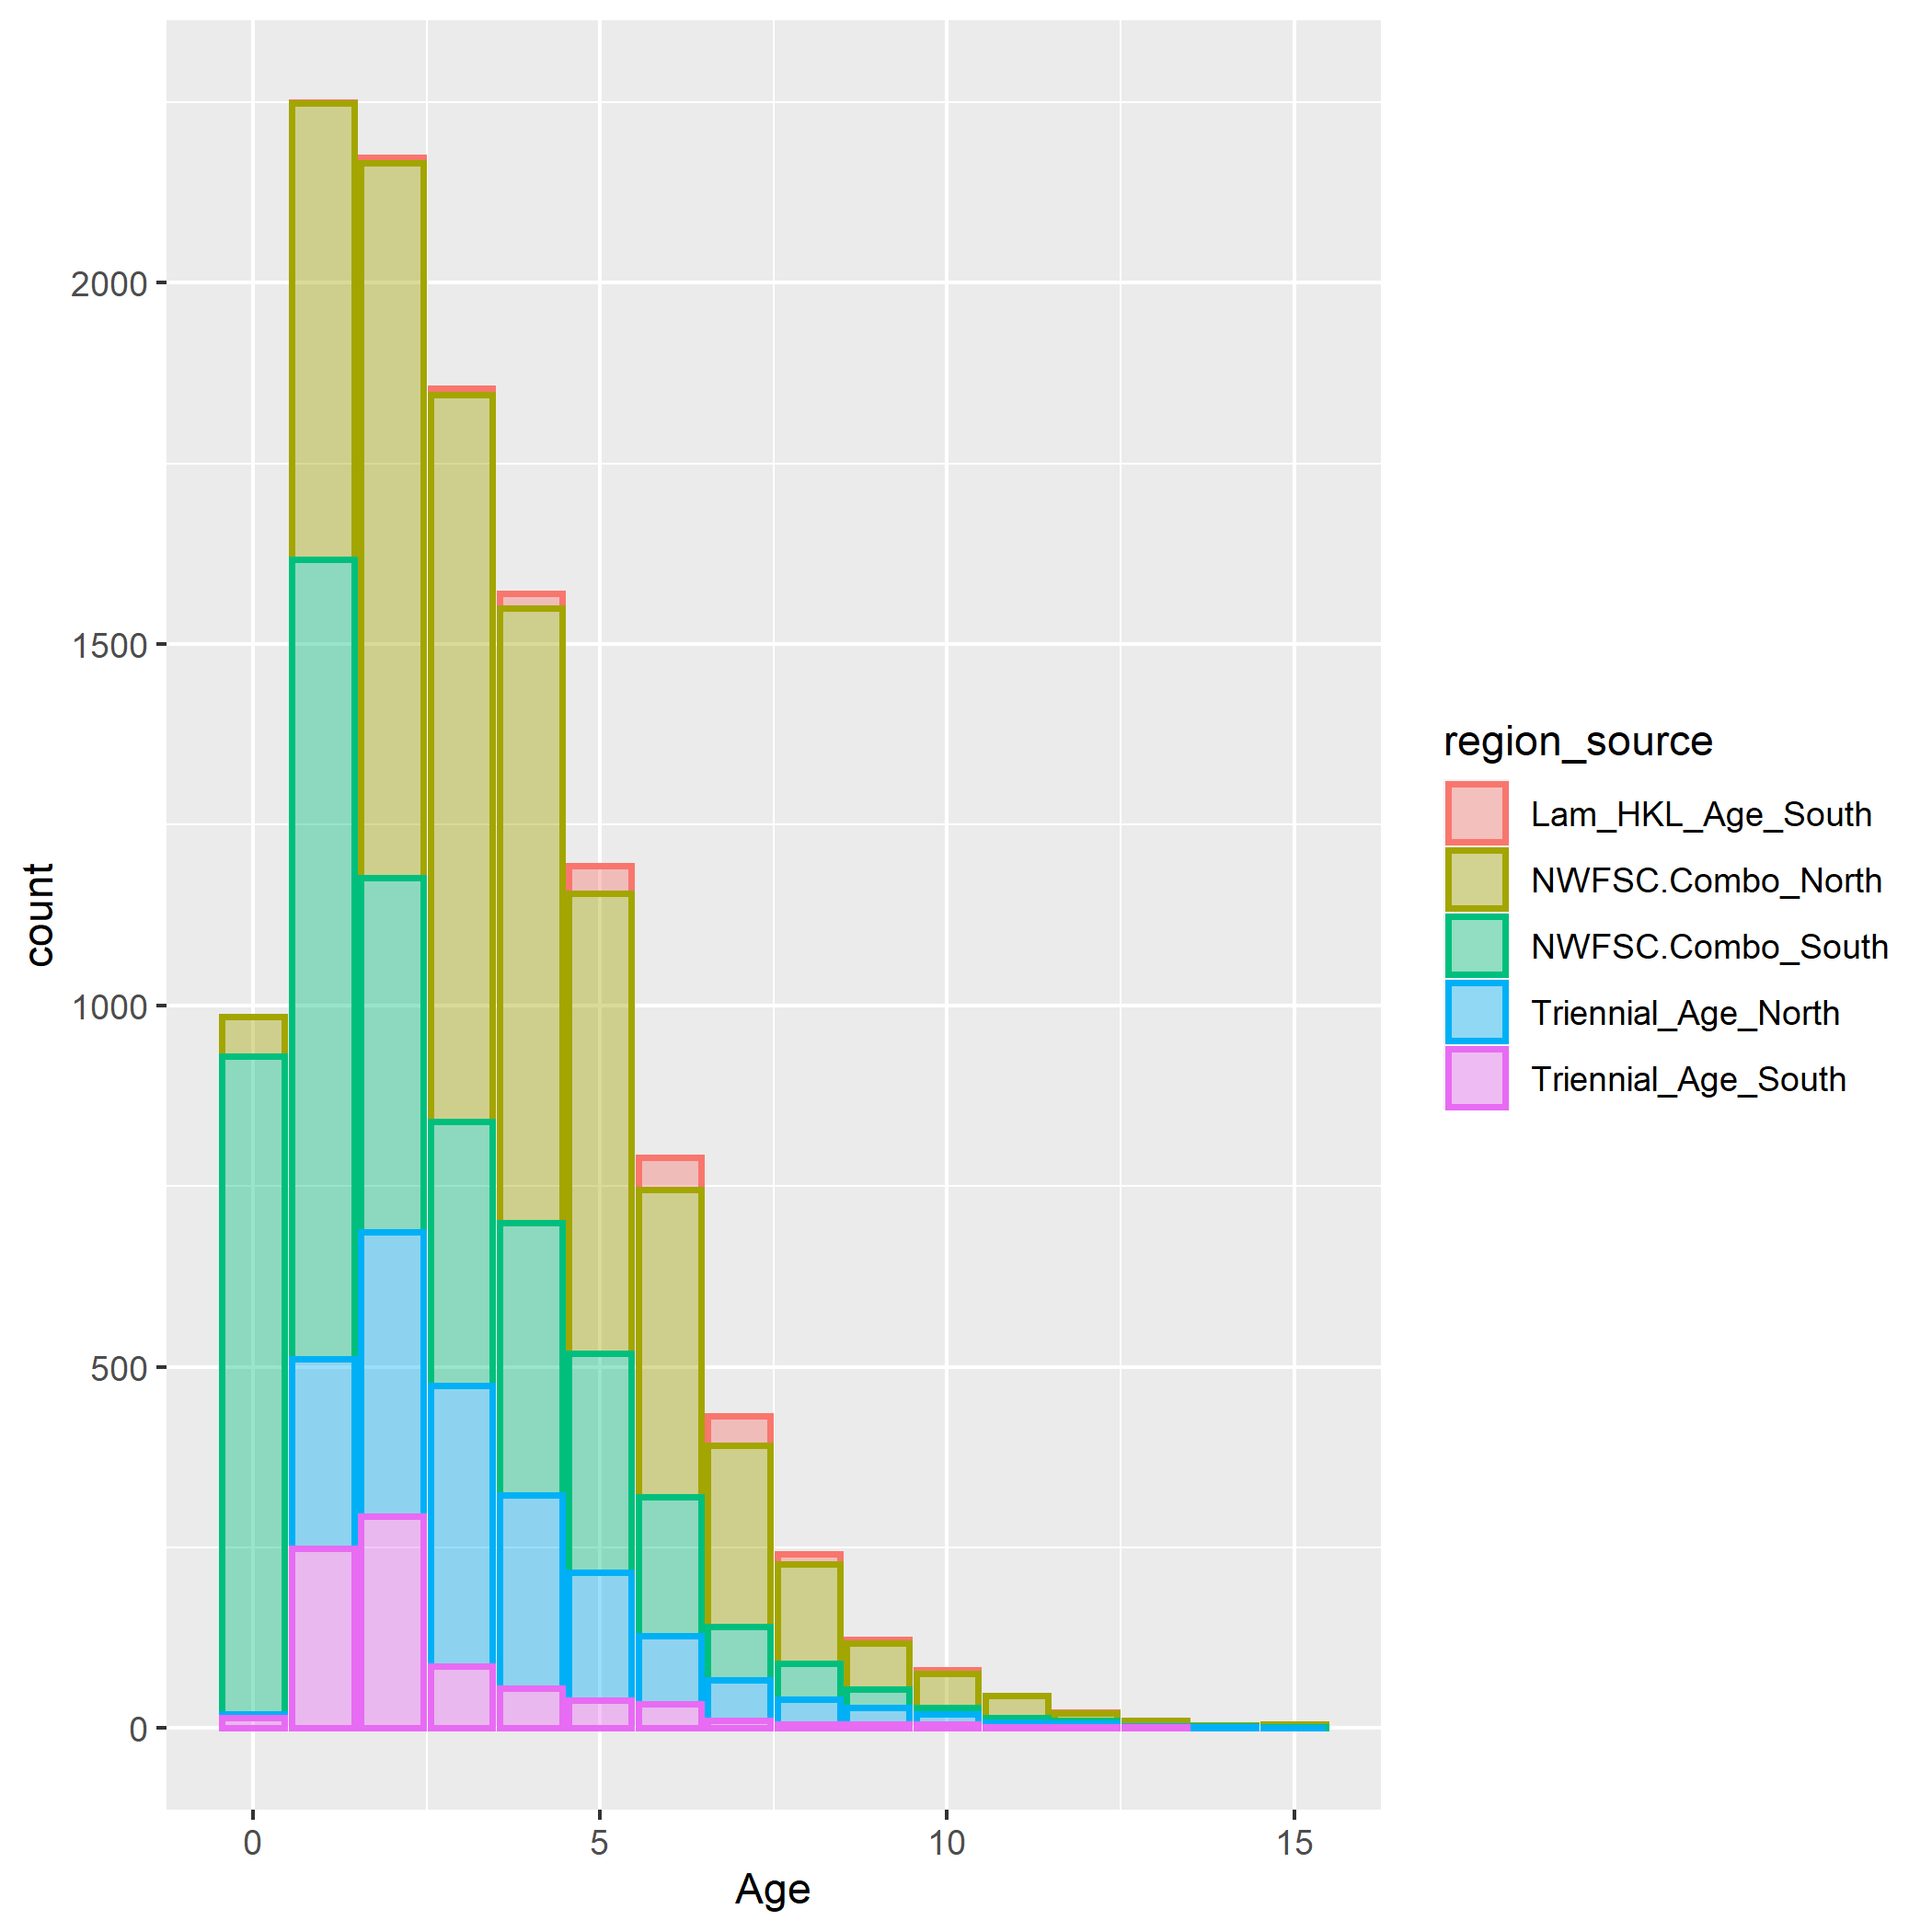 2000
1500
1000
500
0
count
0 5 10 15
Age
region_source
Lam_HKL_Age_South
NWFSC.Combo_North
NWFSC.Combo_South
Triennial_Age_North
Triennial_Age_South